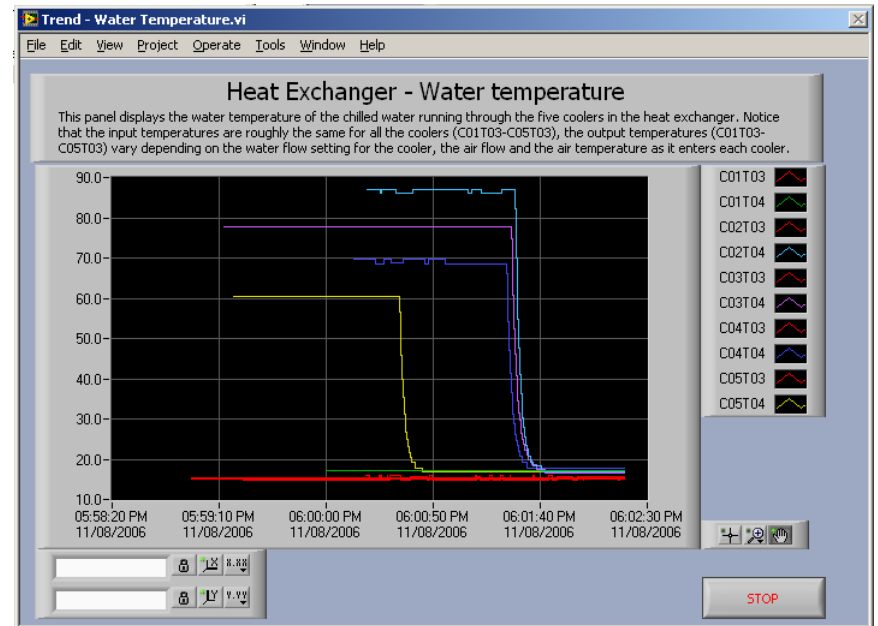 Trend - Water Temperature.vi
File Edit View Project Operate Tools Window Help
Heat Exchanger - Water temperature
This panel displays the water temperature of the chilled water running through the five coolers in the heat exchanger. Notice
that the input temperatures are roughly the same for all the coolers (C01T03-C05T03), the output temperatures (C01T03-
C05T03) vary depending on the water flow setting for the cooler, the air flow and the air temperature as it enters each cooler.
90.0
80.0
70.0
60.0
50.0
40.0
30.0
20.0
10.0
05:58:20 PM 05:59:10 PM 06:00:00 PM 06:00:50 PM 06:01:40 PM 06:02:30 PM
11/08/2006 11/08/2006 11/08/2006 11/08/2006 11/08/2006 11/08/2006
C01T03
C01T04
C02T03
C02T04
C03T03
C03T04
C04T03
C04T04
C05T03
C05T04
X X.XX
Y Y.YY
STOP